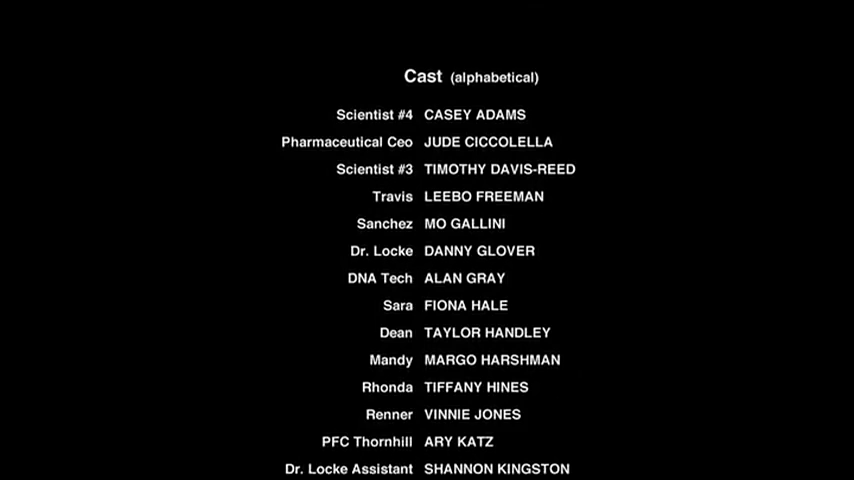 Cast (alphabetical)
Scientist #4 CASEY ADAMS
Pharmaceutical Ceo JUDE CICCOLELLA
Scientist #3 TIMOTHY DAVIS-REED
Travis LEEBO FREEMAN
Sanchez MO GALLINI
Dr. Locke DANNY GLOVER
DNA Tech ALAN GRAY
Sara FIONA HALE
Dean TAYLOR HANDLEY
Mandy MARGO HARSHMAN
Rhonda TIFFANY HINES
Renner VINNIE JONES
PFC Thornhill ARY KATZ
Dr. Locke Assistant SHANNON KINGSTON